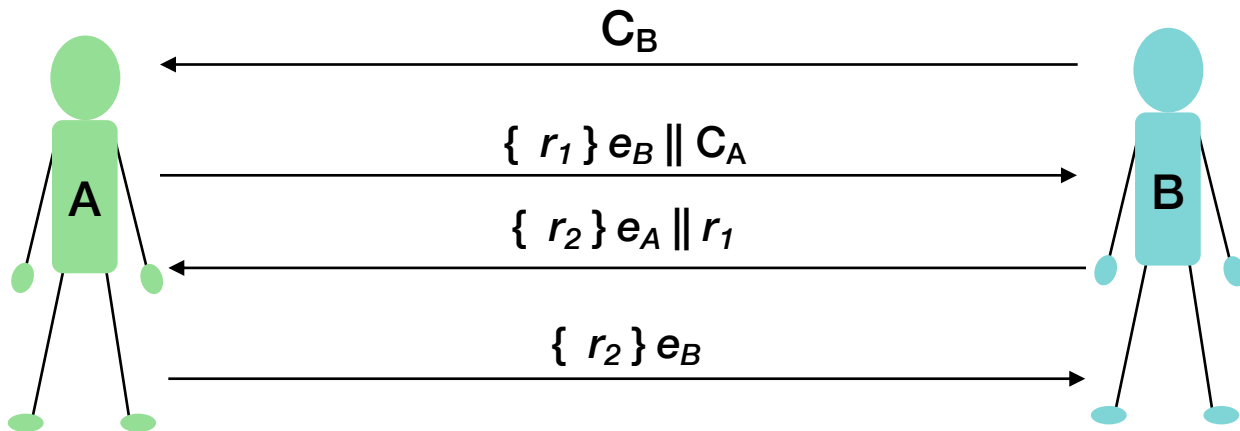 C_B
{ r_1 } e_B || C_A
A
B
{ r_2 } e_A || r_1
{ r_2 } e_B